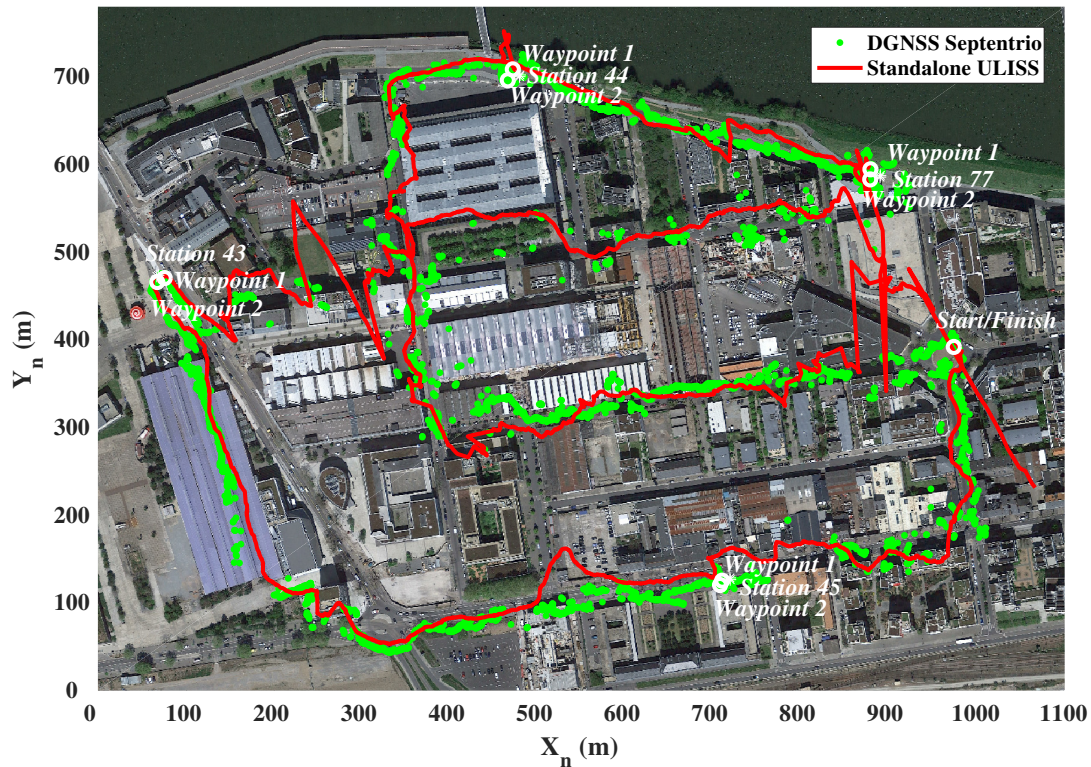 DGNSS Septentrio
Standalone ULISS
Waypoint 1
Station 44
Waypoint 2
Waypoint 1
Station 77
Waypoint 2
Station 43
Waypoint 1
Waypoint 2
Start/Finish
Waypoint 1
Station 45
Waypoint 2
700
600
500
400
300
200
100
0
Y_n (m)
0 100 200 300 400 500 600 700 800 900 1000 1100
X_n (m)